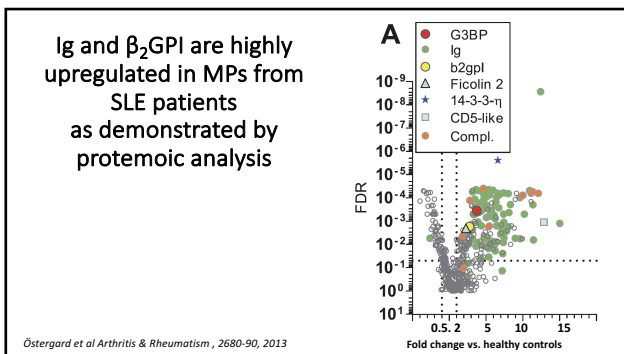 Ig and β₂GPI are highly
upregulated in MPs from
SLE patients
as demonstrated by
protemoic analysis
A
G3BP
Ig
b2gpI
Ficolin 2
14-3-3-η
CD5-like
Compl.
10⁻⁹
10⁻⁸
10⁻⁷
10⁻⁶
10⁻⁵
10⁻⁴
10⁻³
10⁻²
10⁻¹
10⁰
10¹
FDR
0.5 2 5 10 15
Fold change vs. healthy controls
Östergard et al Arthritis & Rheumatism , 2680-90, 2013